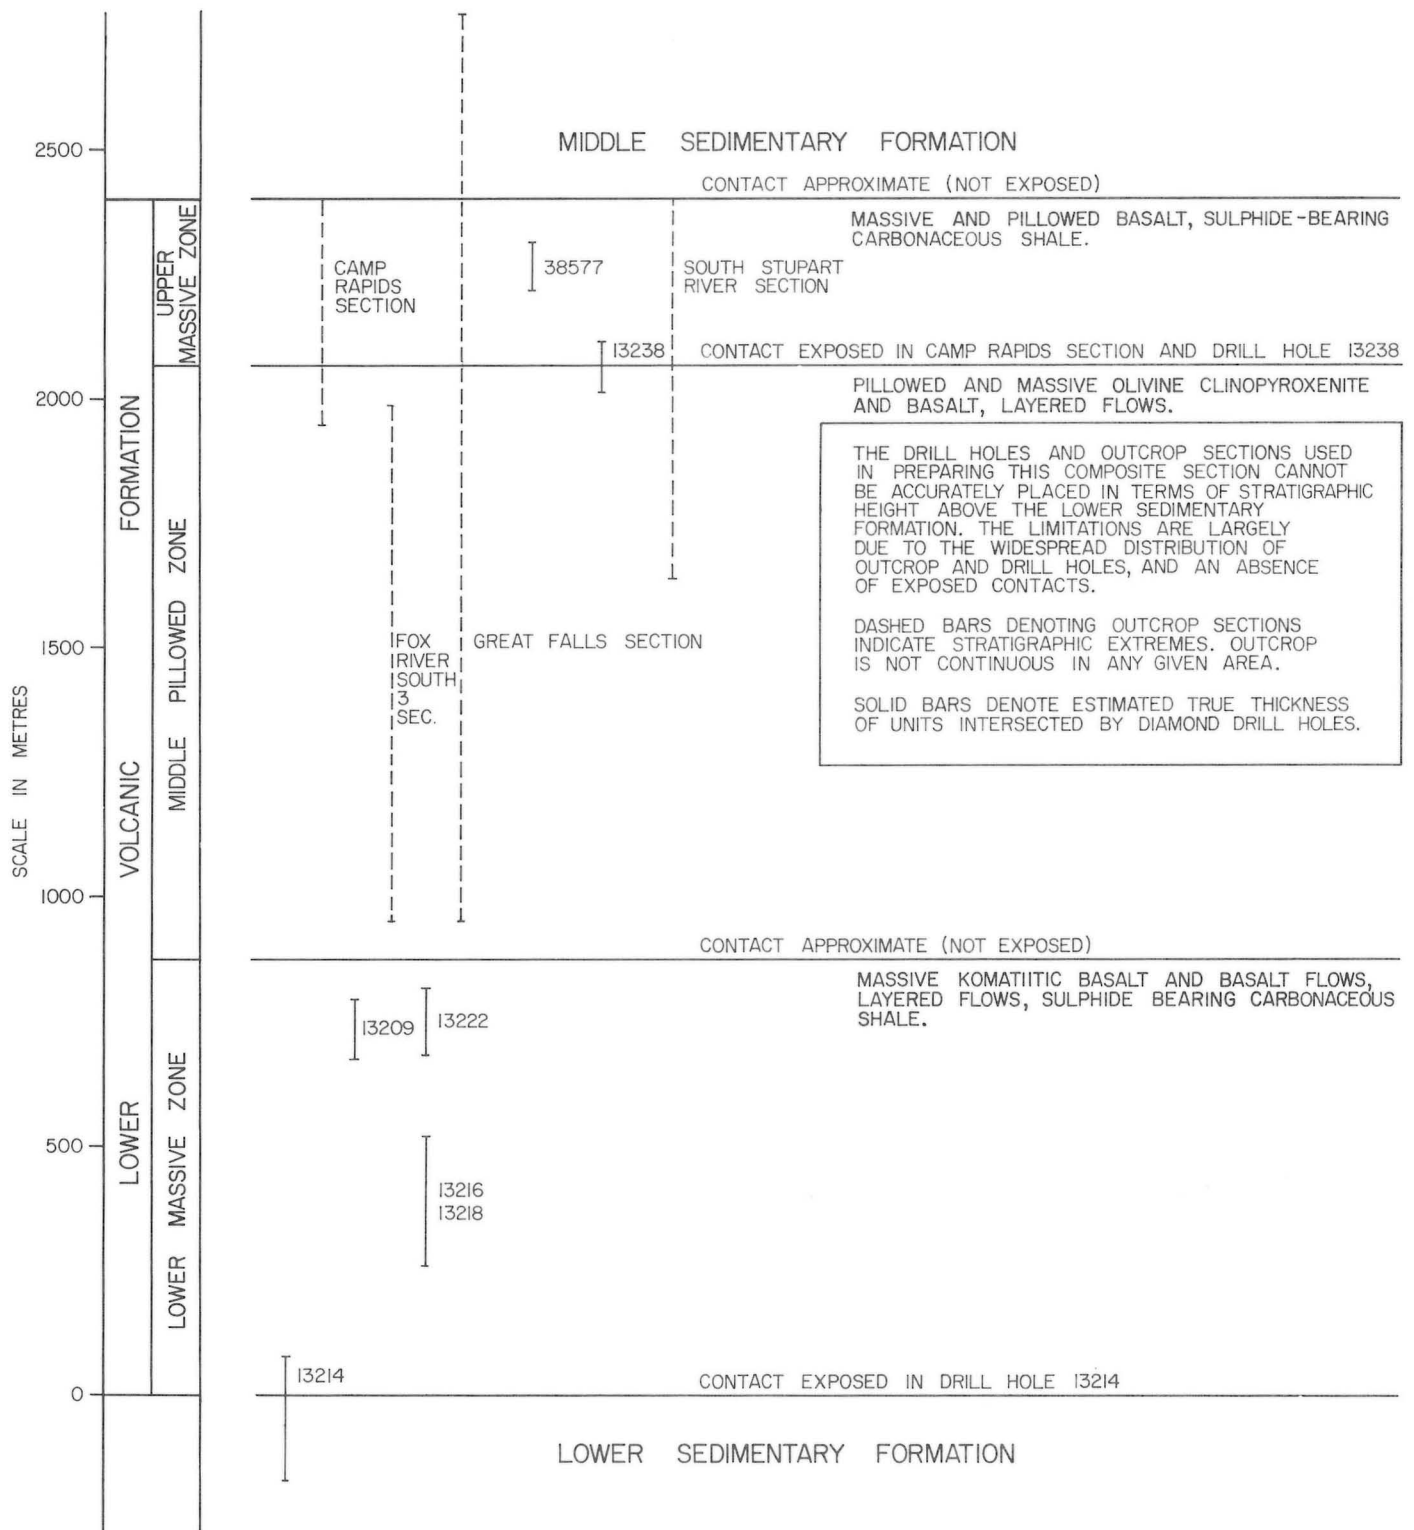 2500
MIDDLE SEDIMENTARY FORMATION
CONTACT APPROXIMATE (NOT EXPOSED)
MASSIVE AND PILLOWED BASALT, SULPHIDE-BEARING
CARBONACEOUS SHALE.
UPPER
MASSIVE ZONE
CAMP
RAPIDS
SECTION
38577
SOUTH STUPART
RIVER SECTION
13238
CONTACT EXPOSED IN CAMP RAPIDS SECTION AND DRILL HOLE 13238
2000
PILLOWED AND MASSIVE OLIVINE CLINOPYROXENITE
AND BASALT, LAYERED FLOWS.
THE DRILL HOLES AND OUTCROP SECTIONS USED
IN PREPARING THIS COMPOSITE SECTION CANNOT
BE ACCURATELY PLACED IN TERMS OF STRATIGRAPHIC
HEIGHT ABOVE THE LOWER SEDIMENTARY
FORMATION. THE LIMITATIONS ARE LARGELY
DUE TO THE WIDESPREAD DISTRIBUTION OF
OUTCROP AND DRILL HOLES, AND AN ABSENCE
OF EXPOSED CONTACTS.
DASHED BARS DENOTING OUTCROP SECTIONS
INDICATE STRATIGRAPHIC EXTREMES. OUTCROP
IS NOT CONTINUOUS IN ANY GIVEN AREA.
SOLID BARS DENOTE ESTIMATED TRUE THICKNESS
OF UNITS INTERSECTED BY DIAMOND DRILL HOLES.
1500
FOX
RIVER
SOUTH
3
SEC.
GREAT FALLS SECTION
SCALE IN METRES
LOWER VOLCANIC FORMATION
MIDDLE PILLOWED ZONE
1000
CONTACT APPROXIMATE (NOT EXPOSED)
MASSIVE KOMATIITIC BASALT AND BASALT FLOWS,
LAYERED FLOWS, SULPHIDE BEARING CARBONACEOUS
SHALE.
13209
13222
500
LOWER MASSIVE ZONE
13216
13218
13214
0
CONTACT EXPOSED IN DRILL HOLE 13214
LOWER SEDIMENTARY FORMATION